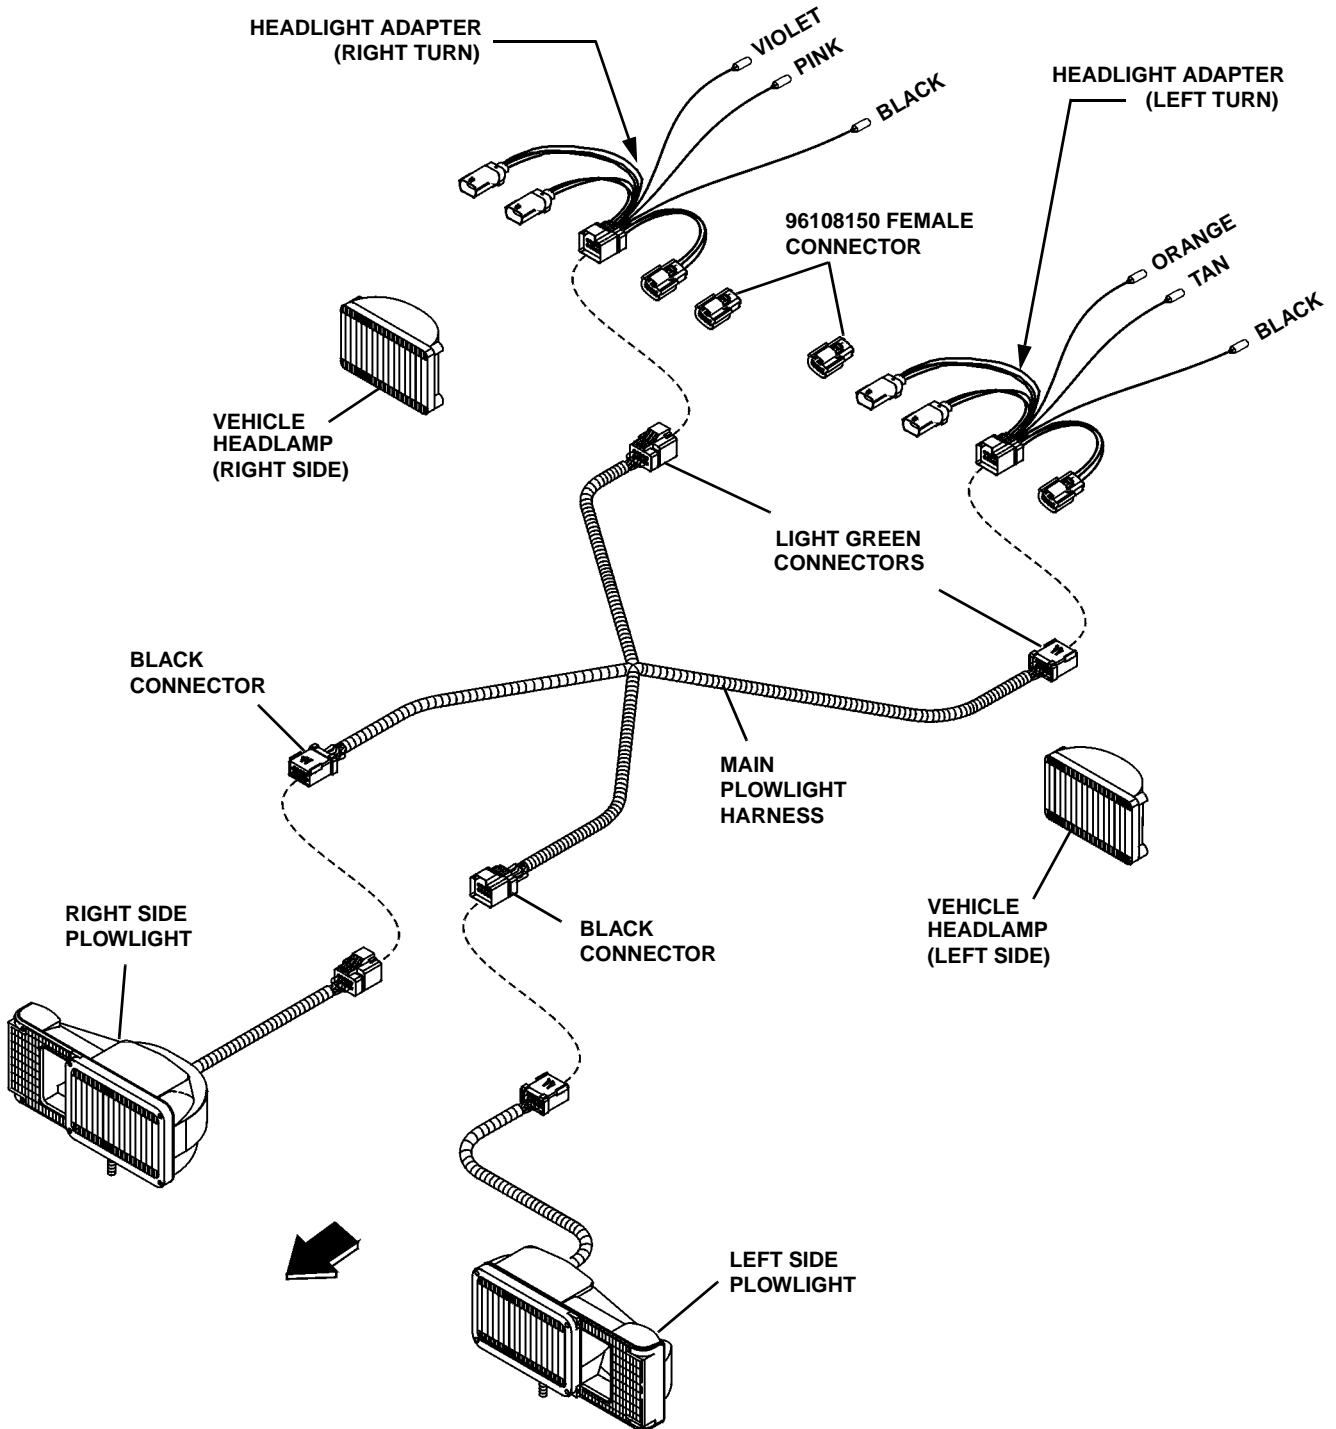 HEADLIGHT ADAPTER
(RIGHT TURN)
VIOLET
PINK
BLACK
HEADLIGHT ADAPTER
(LEFT TURN)
96108150 FEMALE
CONNECTOR
ORANGE
TAN
BLACK
VEHICLE
HEADLAMP
(RIGHT SIDE)
LIGHT GREEN
CONNECTORS
BLACK
CONNECTOR
MAIN
PLOWLIGHT
HARNESS
RIGHT SIDE
PLOWLIGHT
BLACK
CONNECTOR
VEHICLE
HEADLAMP
(LEFT SIDE)
LEFT SIDE
PLOWLIGHT